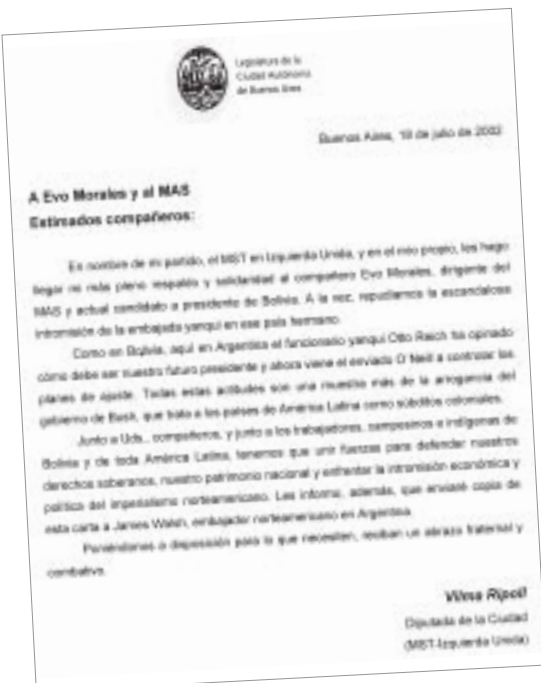 Legislatura de la
Ciudad Autónoma
de Buenos Aires
Buenos Aires, 18 de julio de 2002
A Evo Morales y al MAS
Estimados compañeros:
En nombre de mi partido, el MST en Izquierda Unida, y en el mío propio, les hago
llegar mi más pleno respaldo y solidaridad al compañero Evo Morales, dirigente del
MAS y actual candidato a presidente de Bolivia. A la vez, repudiamos la escandalosa
intromisión de la embajada yanqui en ese país hermano.
Como en Bolivia, aquí en Argentina el funcionario yanqui Otto Reich ha opinado
cómo debe ser nuestro futuro presidente y ahora viene el enviado O´Neill a controlar los
planes de ajuste. Todas estas actitudes son una muestra más de la arrogancia del
gobierno de Bush, que trata a los países de América Latina como súbditos coloniales.
Junto a Uds., compañeros, y junto a los trabajadores, campesinos e indígenas de
Bolivia y de toda América Latina, tenemos que unir fuerzas para defender nuestros
derechos soberanos, nuestro patrimonio nacional y enfrentar la intromisión económica y
política del imperialismo norteamericano. Les informo, además, que enviaré copia de
esta carta a James Walsh, embajador norteamericano en Argentina.
Poniéndonos a disposición para lo que necesiten, reciban un abrazo fraternal y
combativo.
Vilma Ripoll
Diputada de la Ciudad
(MST-Izquierda Unida)